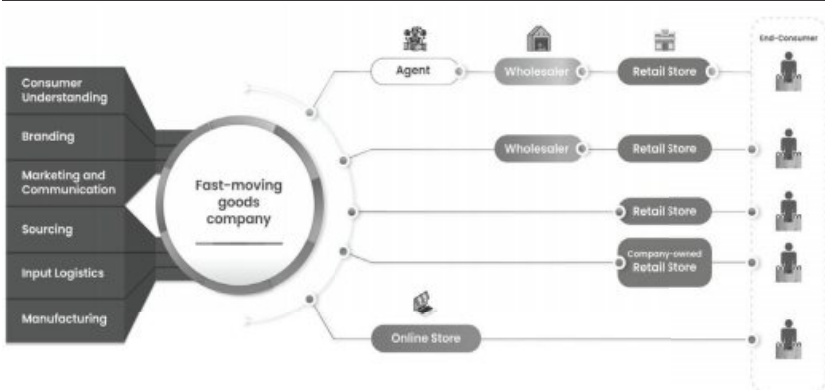 End-Consumer
Agent
Wholesaler
Retail Store
Consumer
Understanding
Branding
Marketing and
Communication
Sourcing
Input Logistics
Manufacturing
Fast-moving
goods
company
Wholesaler
Retail Store
Retail Store
Company-owned
Retail Store
Online Store